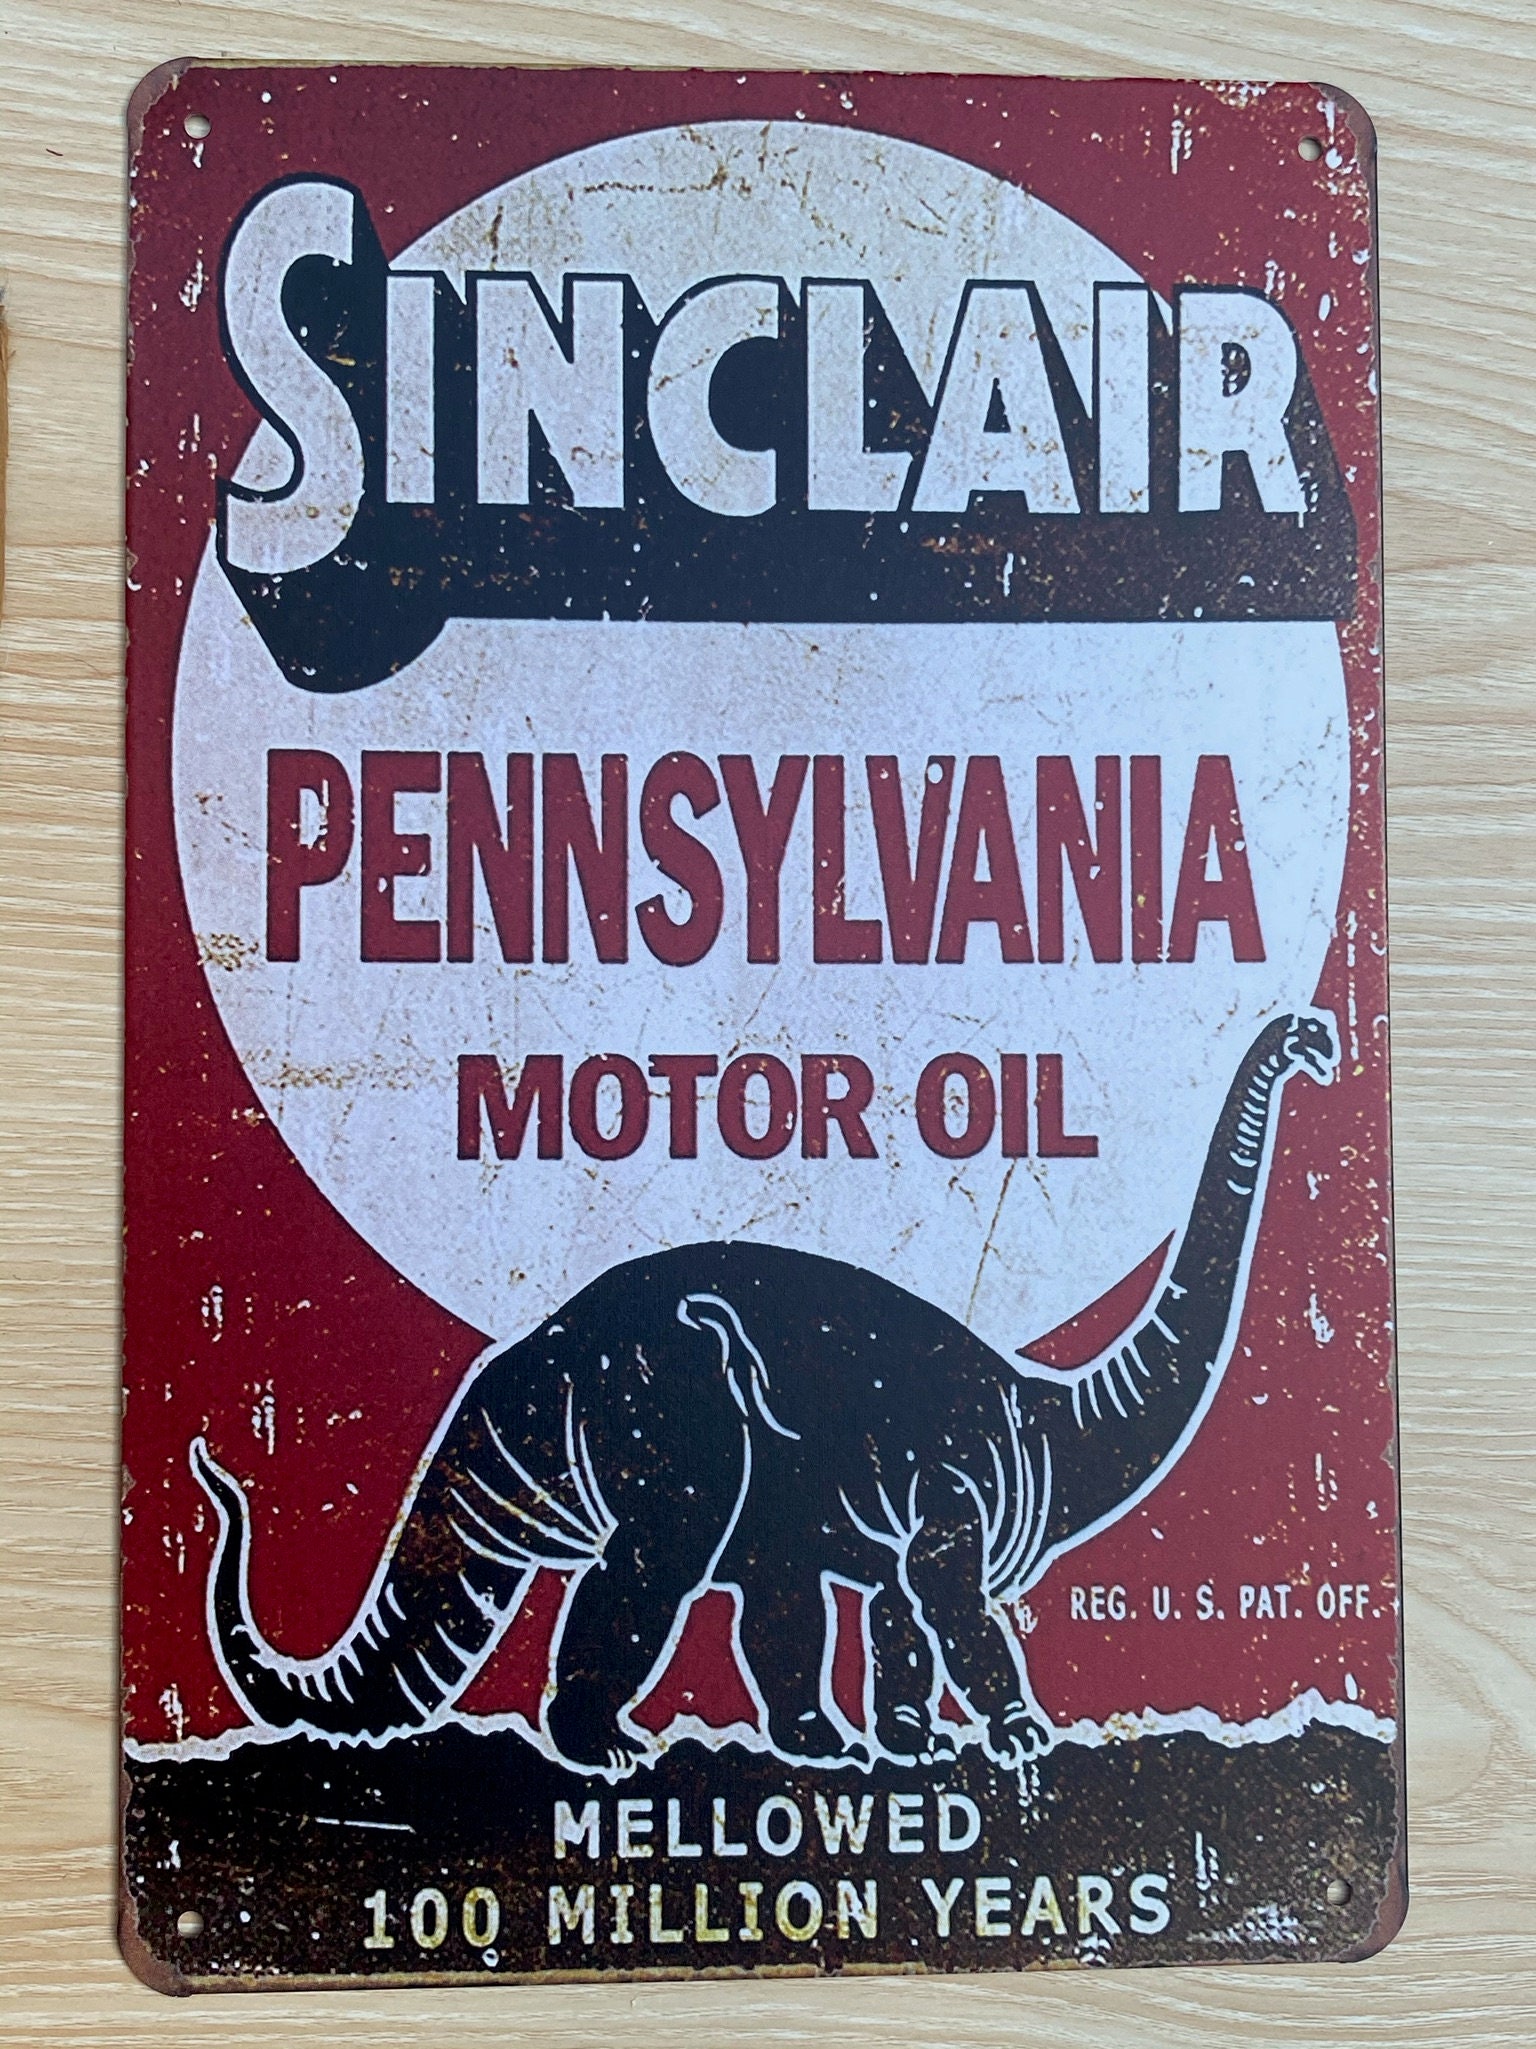 SINCLAIR
PENNSYLVANIA
MOTOR OIL
REG. U. S. PAT. OFF.
MELLOWED
100 MILLION YEARS